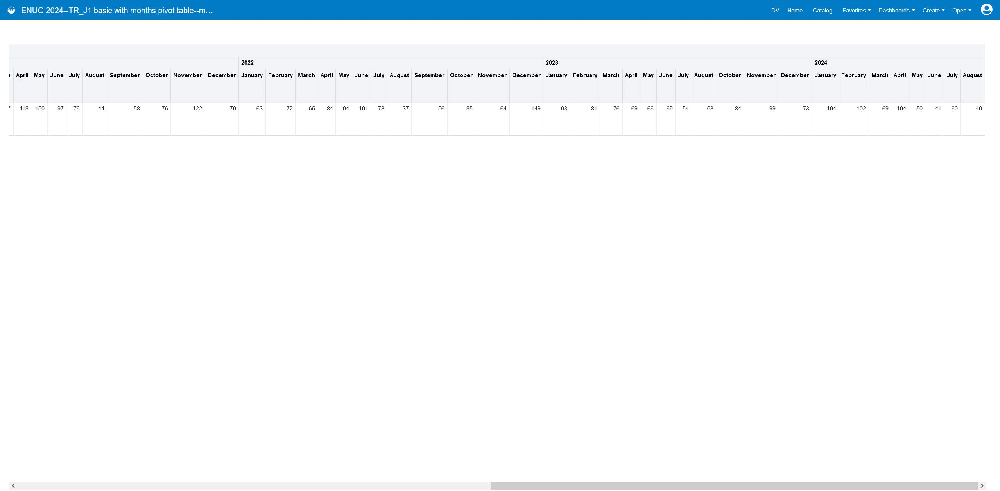 ENUG 2024--TR_J1 basic with months pivot table--m...
DV Home Catalog Favorites Dashboards Create Open
2022 2023 2024
April May June July August September October November December January February March April May June July August September October November December January February March April May June July August October November December January February March April May June July August
118 150 97 76 44 58 76 122 79 63 72 65 84 94 101 73 37 56 85 64 149 93 81 76 69 66 69 54 63 84 99 73 104 102 69 104 50 41 60 40